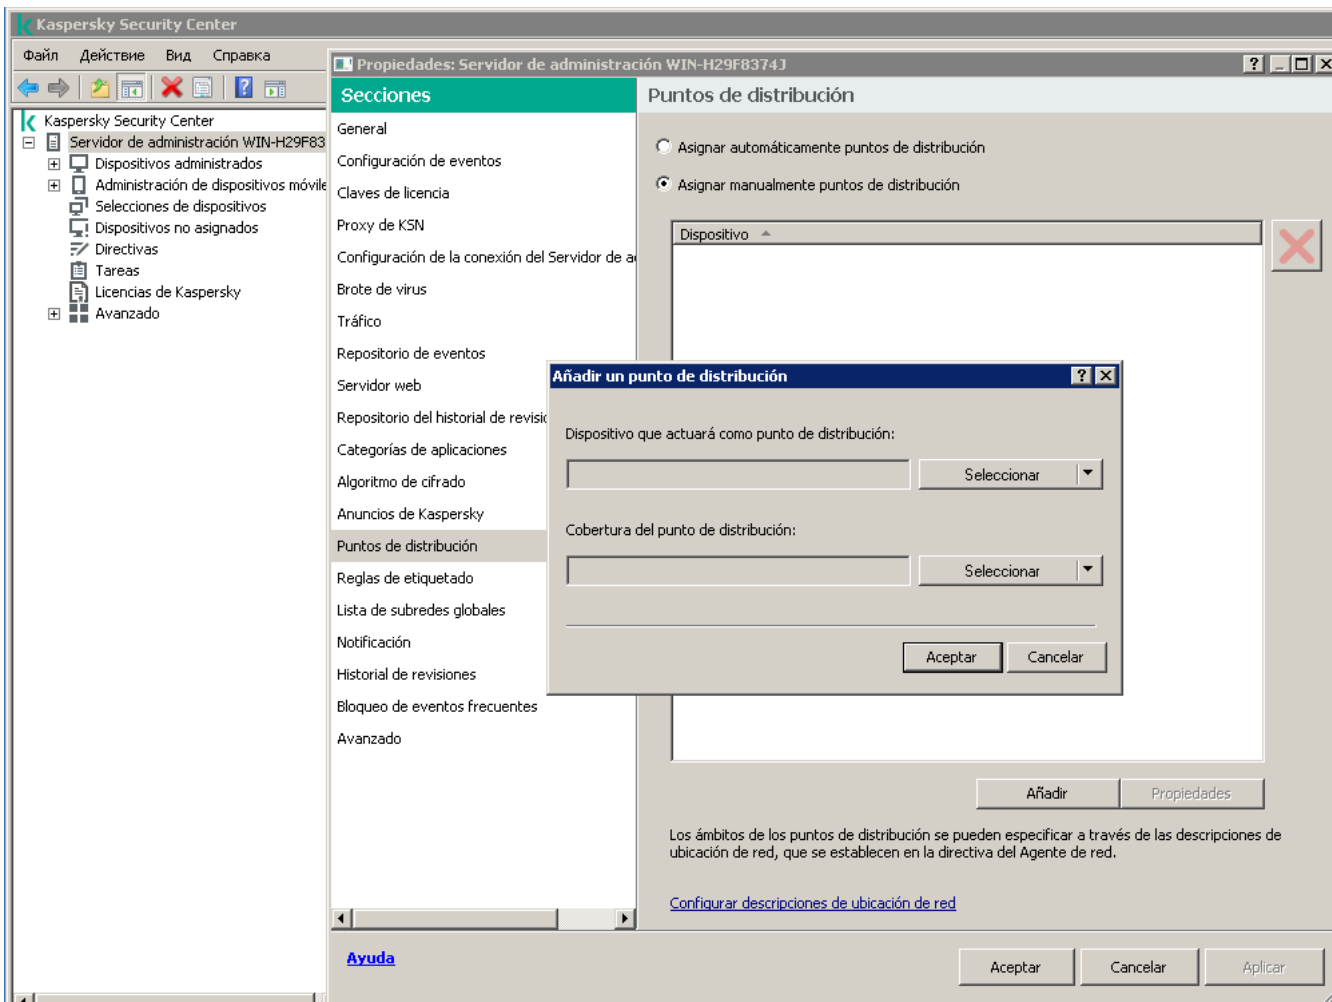 Kaspersky Security Center
Файл Действие Вид Справка
Kaspersky Security Center
Servidor de administración WIN-H29F83
Dispositivos administrados
Administración de dispositivos móvile
Selecciones de dispositivos
Dispositivos no asignados
Directivas
Tareas
Licencias de Kaspersky
Avanzado
Propiedades: Servidor de administración WIN-H29F8374J
Secciones
General
Configuración de eventos
Claves de licencia
Proxy de KSN
Configuración de la conexión del Servidor de a
Brote de virus
Tráfico
Repositorio de eventos
Servidor web
Repositorio del historial de revisio
Categorías de aplicaciones
Algoritmo de cifrado
Anuncios de Kaspersky
Puntos de distribución
Reglas de etiquetado
Lista de subredes globales
Notificación
Historial de revisiones
Bloqueo de eventos frecuentes
Avanzado
Puntos de distribución
Asignar automáticamente puntos de distribución
Asignar manualmente puntos de distribución
Dispositivo
Añadir un punto de distribución
Dispositivo que actuará como punto de distribución:
Seleccionar
Cobertura del punto de distribución:
Seleccionar
Aceptar Cancelar
Añadir Propiedades
Los ámbitos de los puntos de distribución se pueden especificar a través de las descripciones de
ubicación de red, que se establecen en la directiva del Agente de red.
Configurar descripciones de ubicación de red
Ayuda
Aceptar Cancelar Aplicar